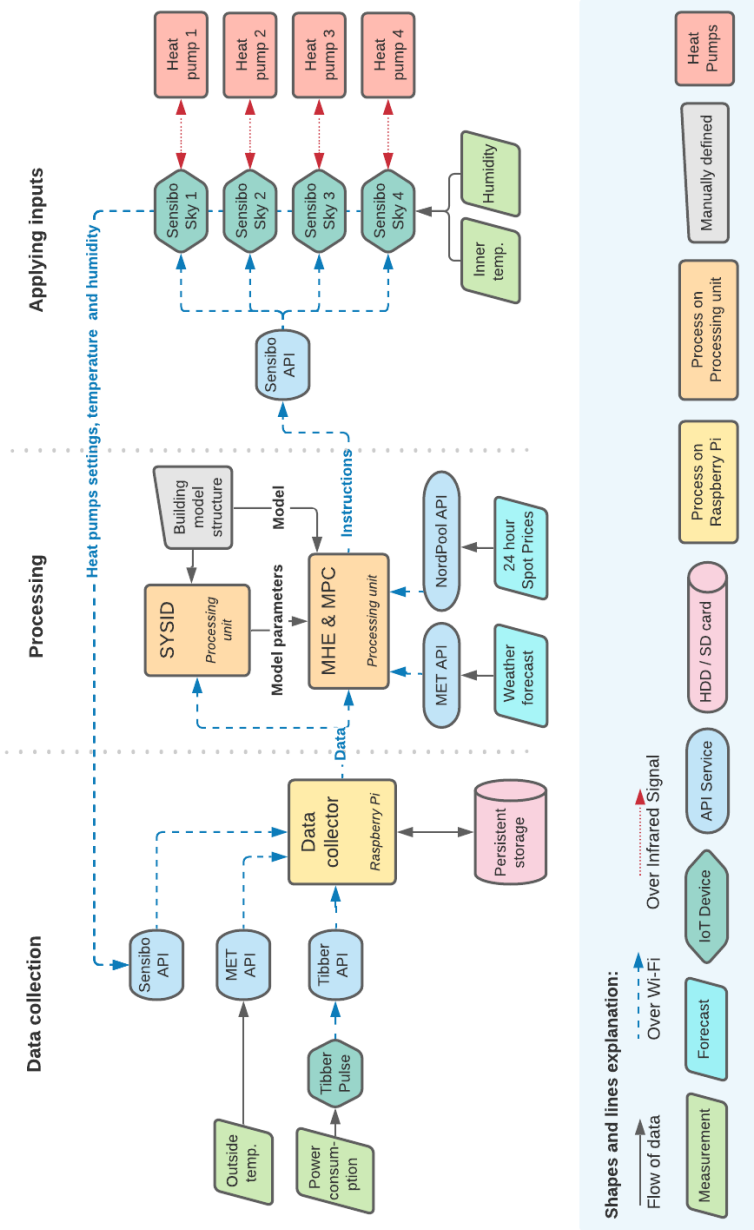 Data collection
Processing
Applying inputs
Heat pumps settings, temperature and humidity
Sensibo
API
Outside
temp.
MET
API
Power
consum-
ption
Tibber
Pulse
Tibber
API
Data
collector
Raspberry Pi
Persistent
storage
Data
SYSID
Processing
unit
Building
model
structure
Model parameters
Model
MHE & MPC
Processing unit
Instructions
MET API
NordPool API
Weather
forecast
24 hour
Spot Prices
Sensibo
API
Sensibo
Sky 1
Sensibo
Sky 2
Sensibo
Sky 3
Sensibo
Sky 4
Heat
pump 1
Heat
pump 2
Heat
pump 3
Heat
pump 4
Inner
temp.
Humidity
Shapes and lines explanation:
Flow of data
Over Wi-Fi
Over Infrared Signal
Measurement
Forecast
IoT Device
API Service
HDD / SD card
Process on
Raspberry Pi
Process on
Processing unit
Manually defined
Heat
Pumps